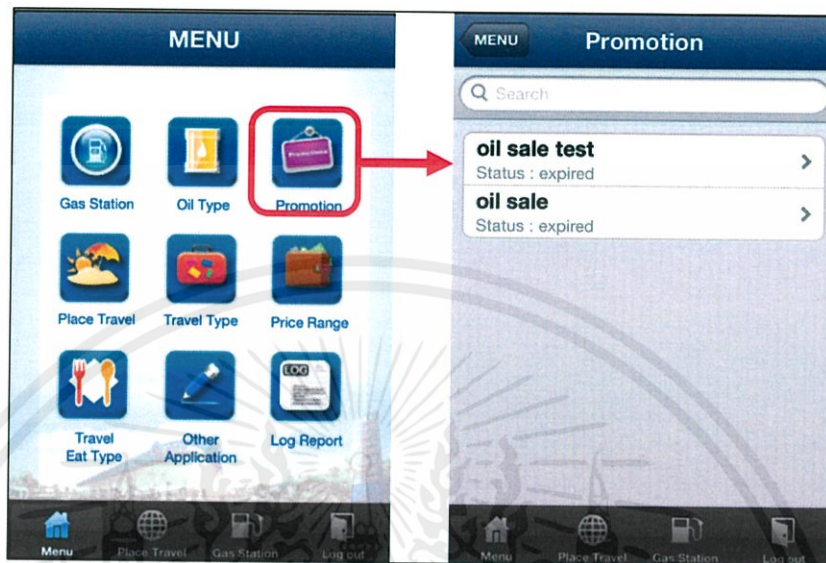 MENU
Gas Station
Oil Type
Promotions
Promotion
Place Travel
Travel Type
Price Range
LOG
Travel
Eat Type
Other
Application
Log Report
Menu
Place Travel
Gas Station
Log out
MENU
Promotion
Search
oil sale test
Status : expired
oil sale
Status : expired
Menu
Place Travel
Gas Station
Log out